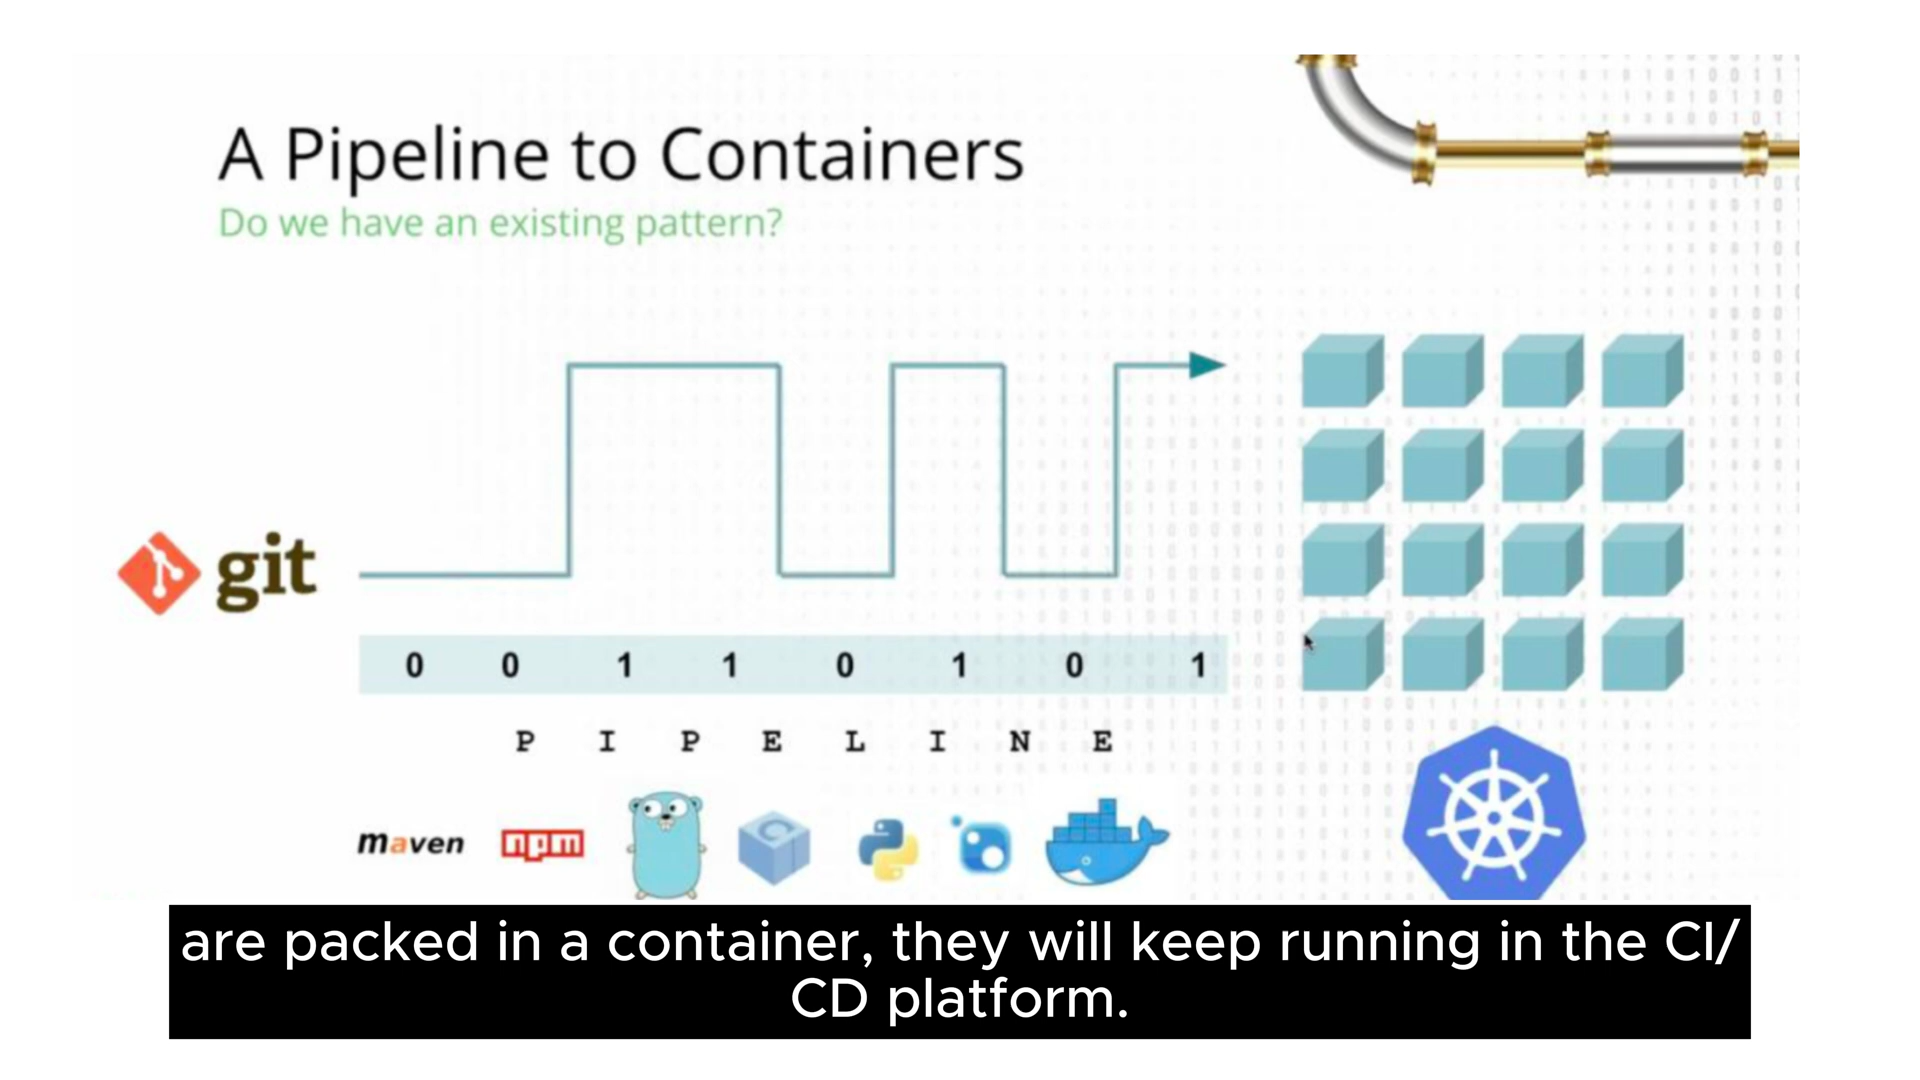 A Pipeline to Containers
Do we have an existing pattern?
git
0 0 1 1 0 1 0 1
P I P E L I N E
maven npm C
are packed in a container, they will keep running in the CI/
CD platform.